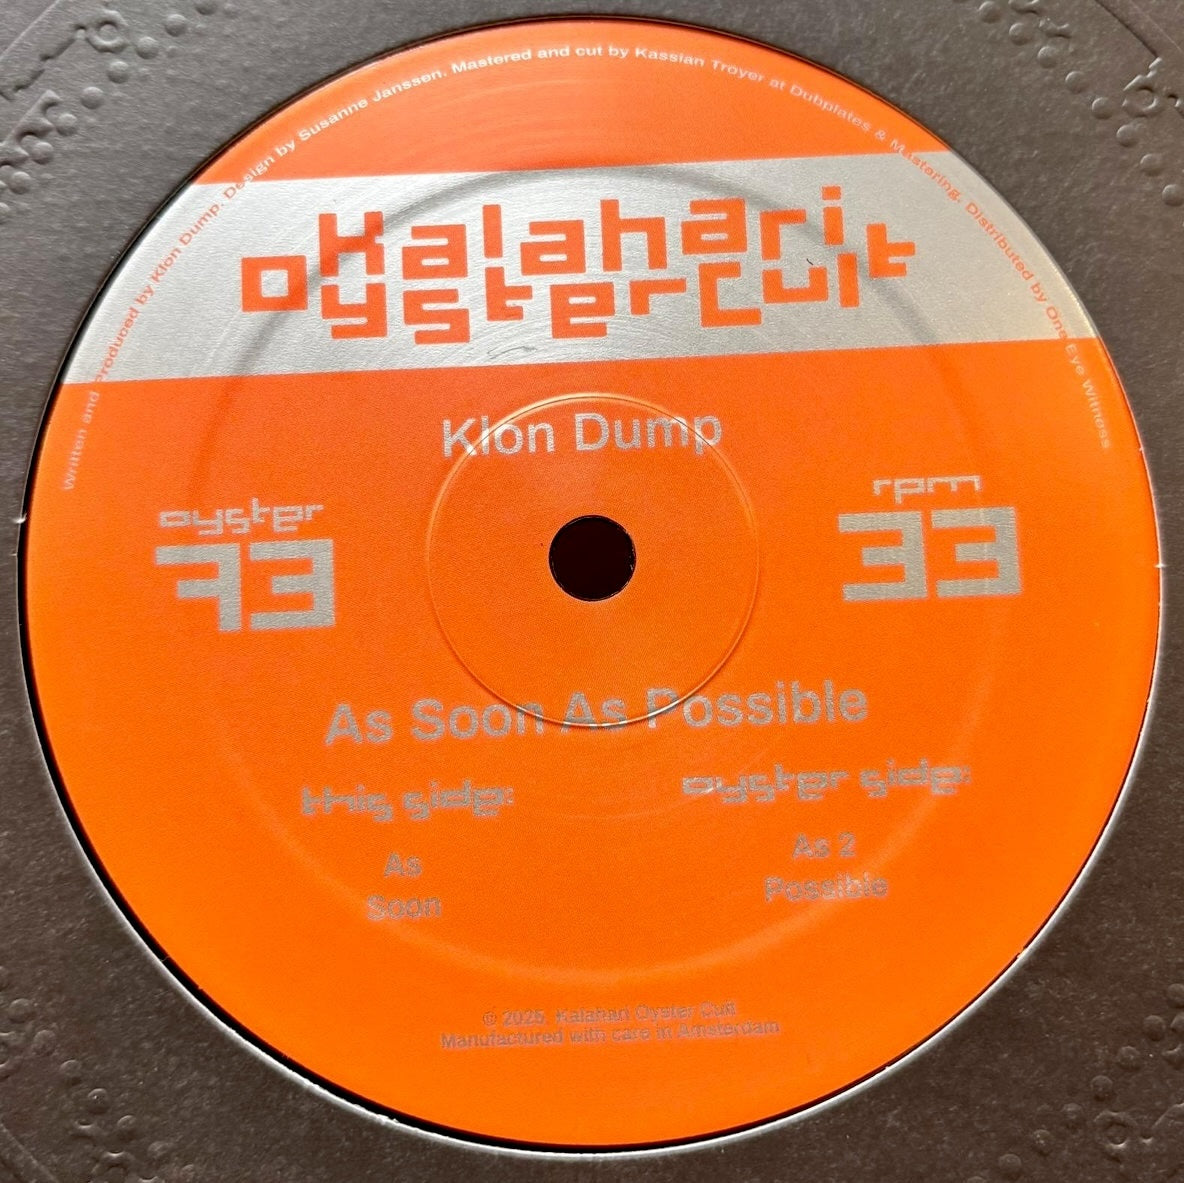 Written and Produced by Klon Dump. Design by Susanne Janssen. Mastered and cut by Kassian Troyer at Dubplates & Mastering. Distributed by One Eye Witness
Kalahari
oyster cult
Klon Dump
oyster
73
rpm
33
As Soon As Possible
this side:
As
Soon
oyster side:
As 2
Possible
© 2025, Kalahari Oyster Cult
Manufactured with care in Amsterdam